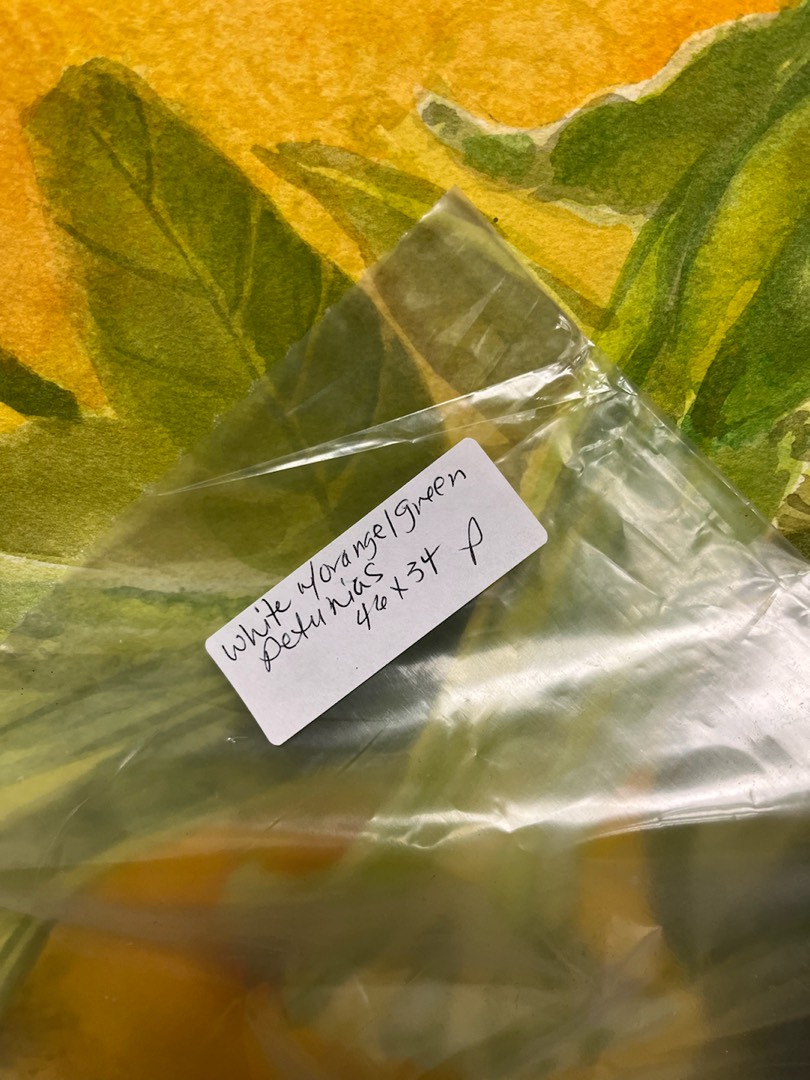 White w/orange/green
petunias
46 x 34 P